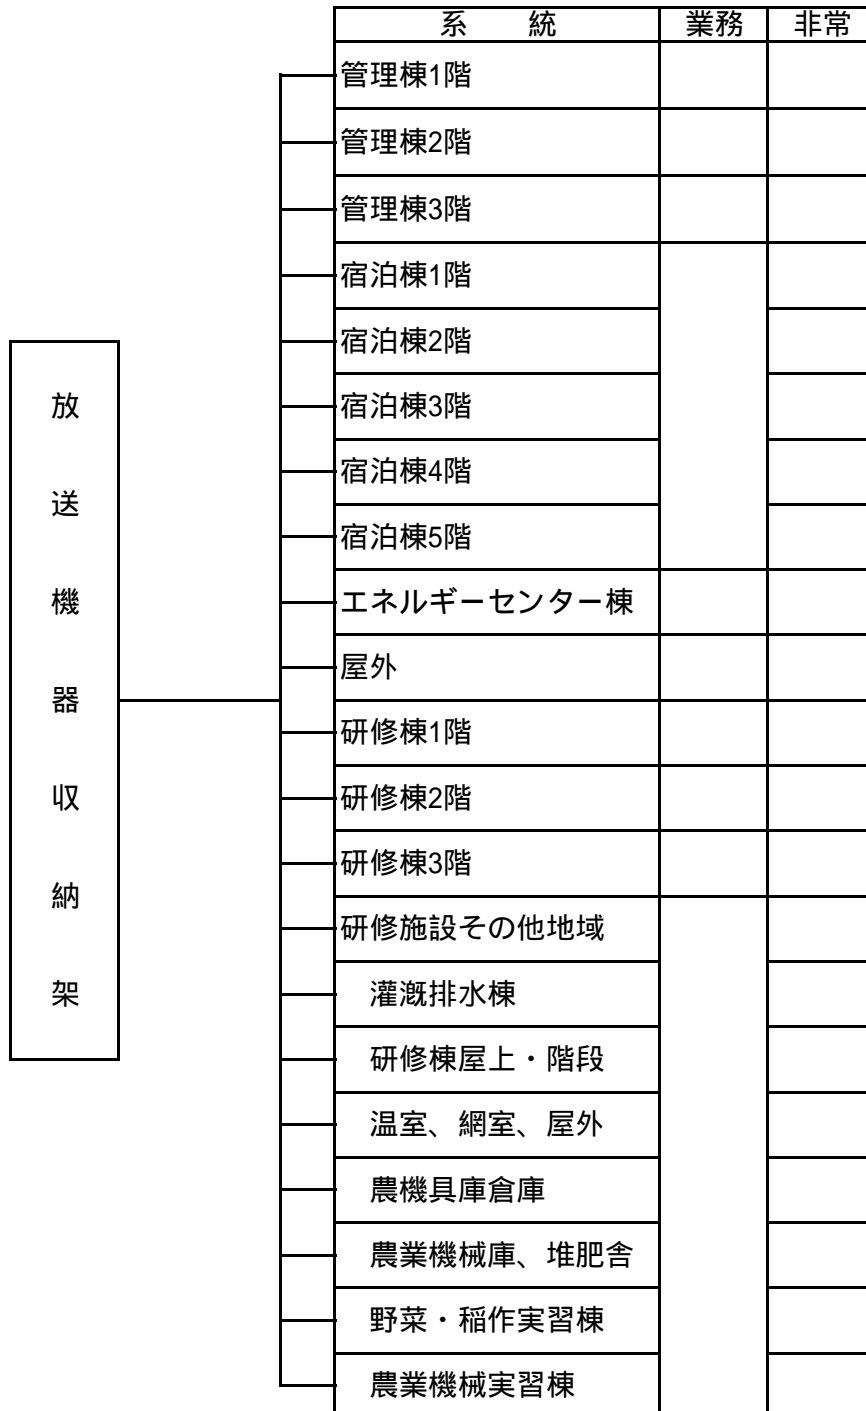 系　統 業務 非常
管理棟1階
管理棟2階
管理棟3階
宿泊棟1階
宿泊棟2階
宿泊棟3階
宿泊棟4階
宿泊棟5階
エネルギーセンター棟
屋外
研修棟1階
研修棟2階
研修棟3階
研修施設その他地域
灌漑排水棟
研修棟屋上・階段
温室、網室、屋外
農機具庫倉庫
農業機械庫、堆肥舎
野菜・稲作実習棟
農業機械実習棟
放送機器収納架